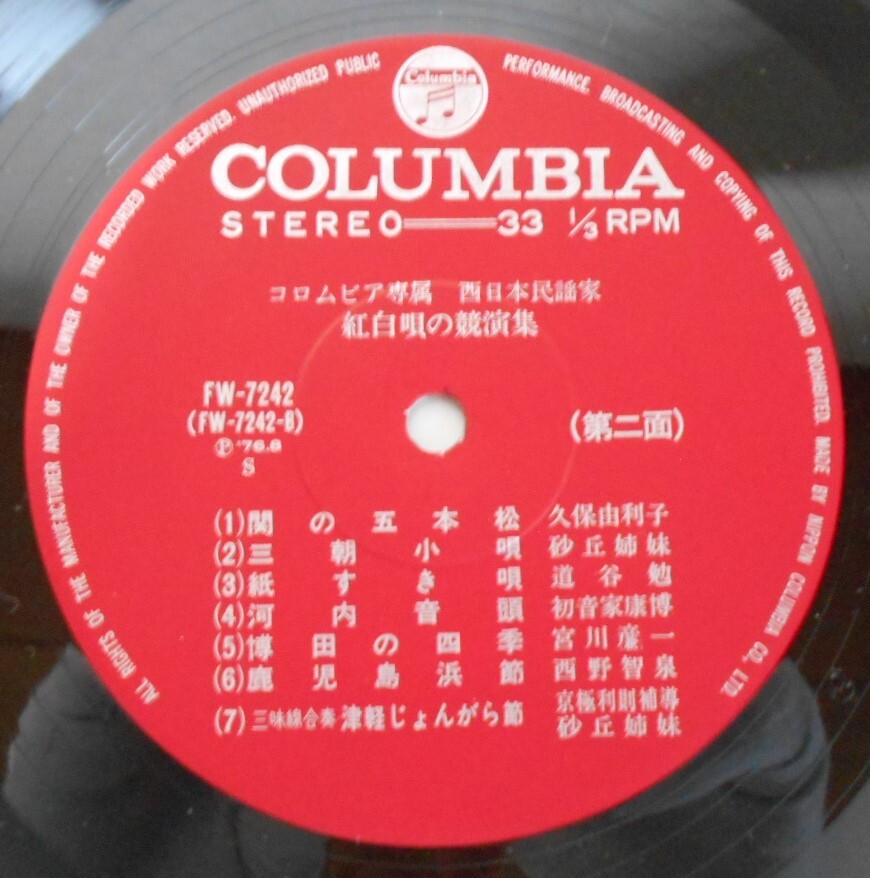 ALL RIGHTS OF THE MANUFACTURER AND OF THE OWNER OF THE RECORDED WORK RESERVED. UNAUTHORIZED PUBLIC PERFORMANCE. BROADCASTING AND COPYING OF THIS RECORD PROHIBITED. MADE BY NIPPON COLUMBIA CO., LTD.
Columbia
COLUMBIA
STEREO 33 1/3 RPM
コロムビア専属 西日本民謡家
紅白唄の競演集
FW-7242
(FW-7242-B)
Ⓟ '76.8
S
(第二面)
(1)関の五本松 久保由利子
(2)三朝小唄 砂丘姉妹
(3)紙すき唄 道谷勉
(4)河内音頭 初音家康博
(5)博田の四季 宮川産一
(6)鹿児島浜節 西野智泉
(7)三味線合奏 津軽じょんがら節 京極利則補導
砂丘姉妹